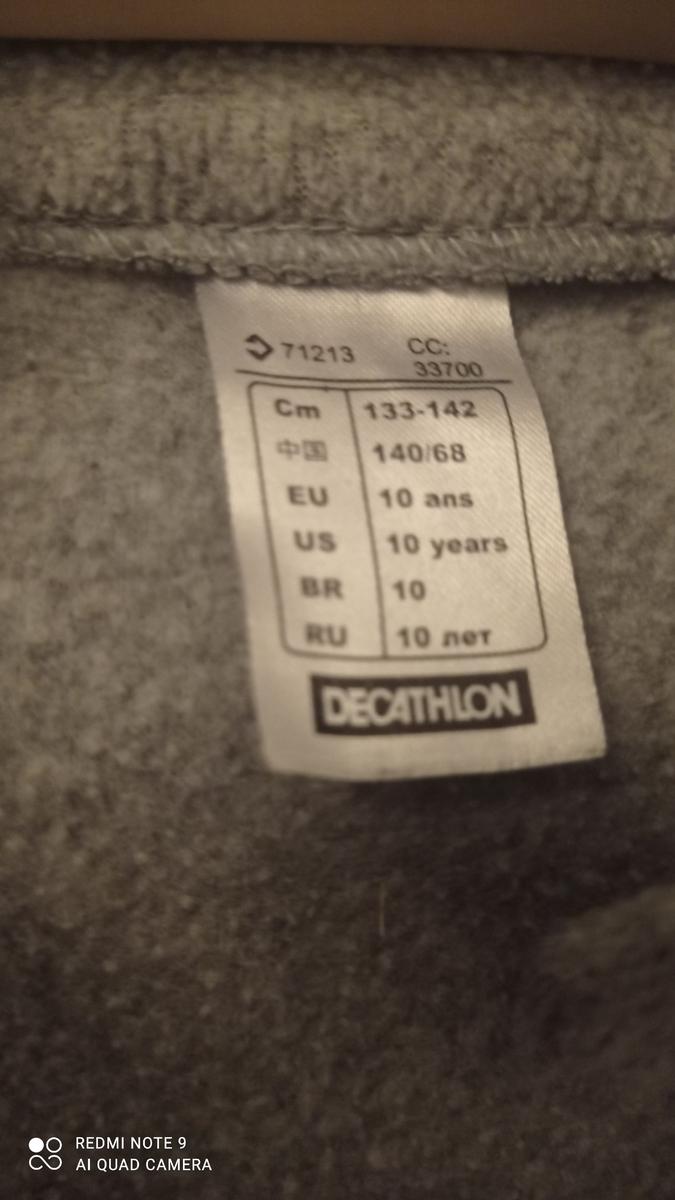 71213 CC:
33700
Cm 133-142
中国 140/68
EU 10 ans
US 10 years
BR 10
RU 10 лет
DECATHLON
REDMI NOTE 9
AI QUAD CAMERA